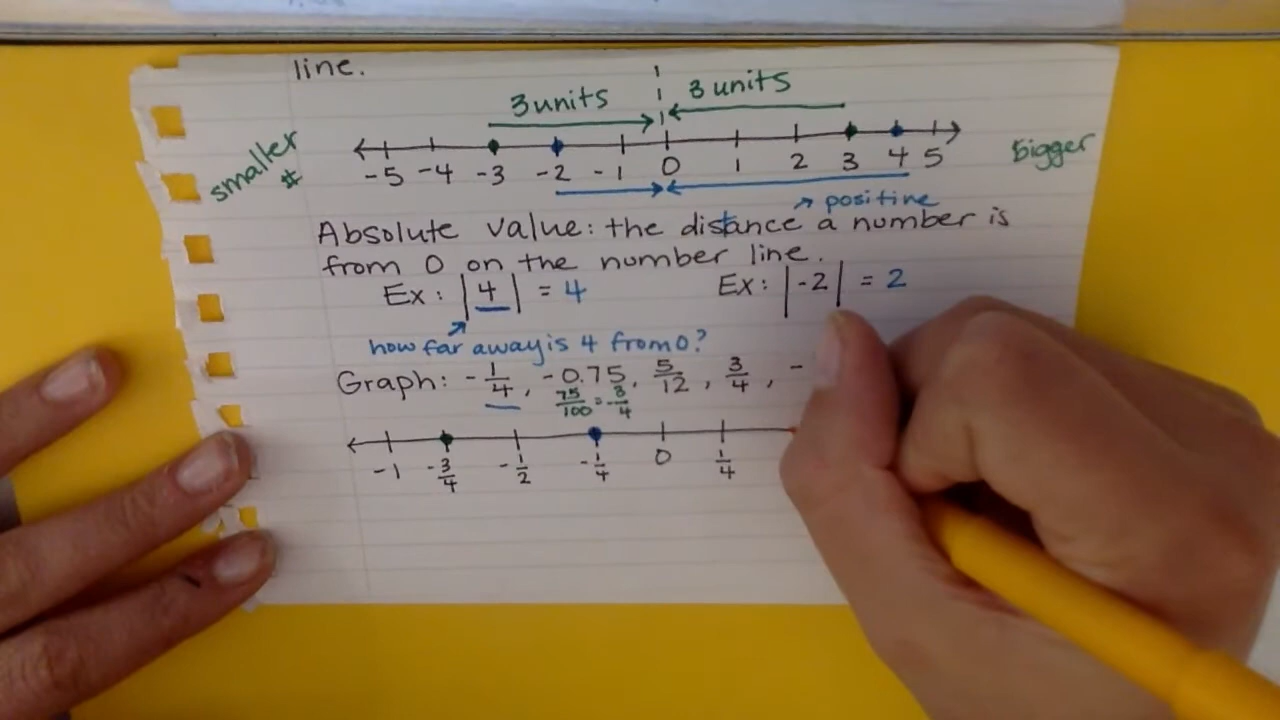 line.
3 units 3 units
smaller # bigger
-5 -4 -3 -2 -1 0 1 2 3 4 5
→ positive
Absolute value: the distance a number is
from 0 on the number line.
Ex: |4| = 4 Ex: |-2| = 2
how far away is 4 from 0?
Graph: -1/4, -0.75, 5/12, 3/4, -
75/100 = -3/4
-1 -3/4 -1/2 -1/4 0 1/4